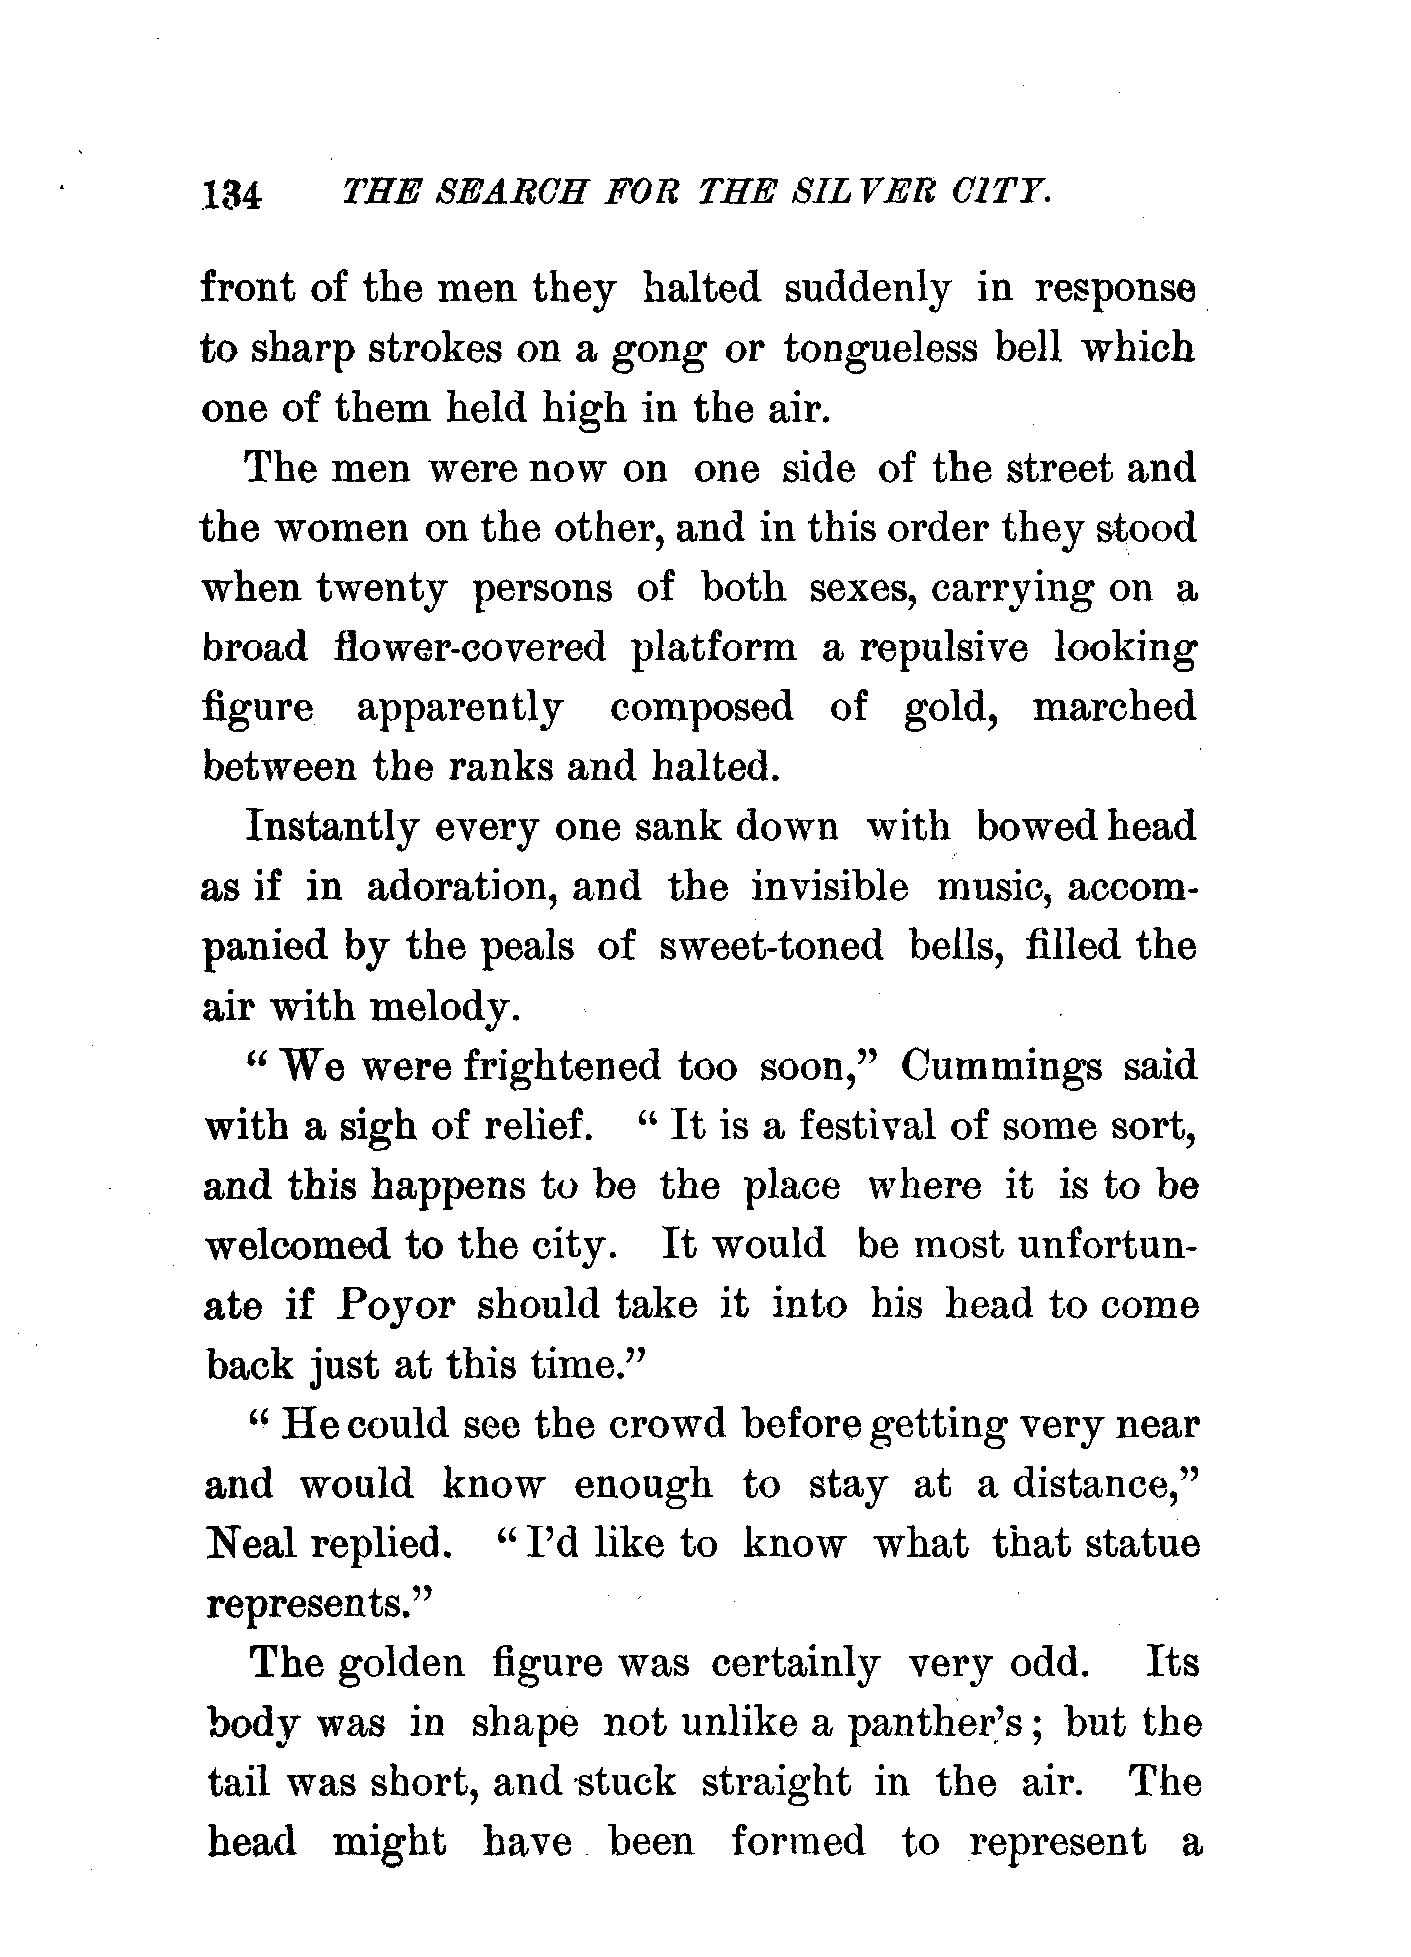 134 THE SEARCH FOR THE SILVER CITY.
front of the men they halted suddenly in response
to sharp strokes on a gong or tongueless bell which
one of them held high in the air.
The men were now on one side of the street and
the women on the other, and in this order they stood
when twenty persons of both sexes, carrying on a
broad flower-covered platform a repulsive looking
figure apparently composed of gold, marched
between the ranks and halted.
Instantly every one sank down with bowed head
as if in adoration, and the invisible music, accom-
panied by the peals of sweet-toned bells, filled the
air with melody.
“We were frightened too soon,” Cummings said
with a sigh of relief. “It is a festival of some sort,
and this happens to be the place where it is to be
welcomed to the city. It would be most unfortun-
ate if Poyor should take it into his head to come
back just at this time.”
“He could see the crowd before getting very near
and would know enough to stay at a distance,”
Neal replied. “I’d like to know what that statue
represents.”
The golden figure was certainly very odd. Its
body was in shape not unlike a panther’s; but the
tail was short, and stuck straight in the air. The
head might have been formed to represent a